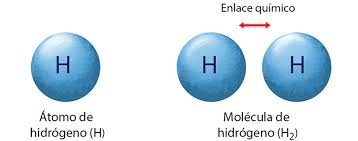 Enlace químico
H
H
H
Átomo de
hidrógeno (H)
Molécula de
hidrógeno (H₂)